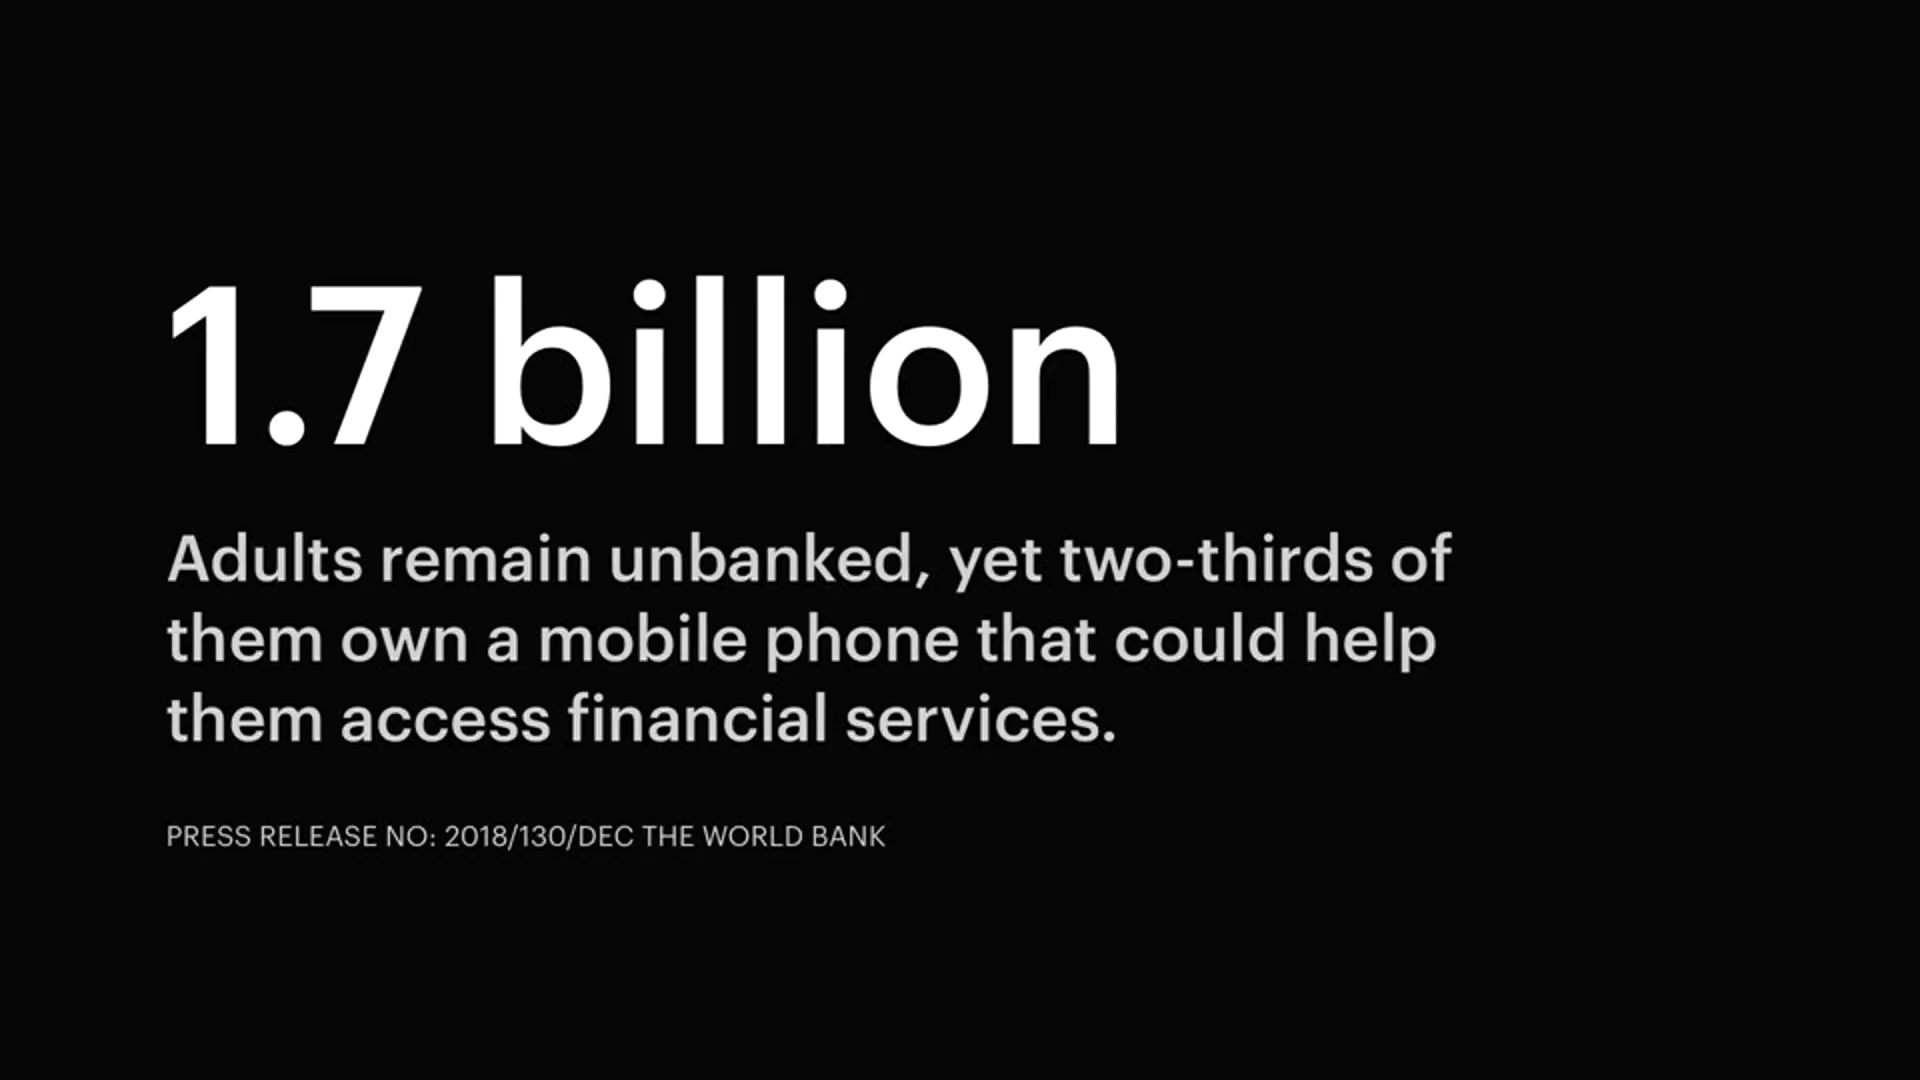 1.7 billion
Adults remain unbanked, yet two-thirds of
them own a mobile phone that could help
them access financial services.
PRESS RELEASE NO: 2018/130/DEC THE WORLD BANK